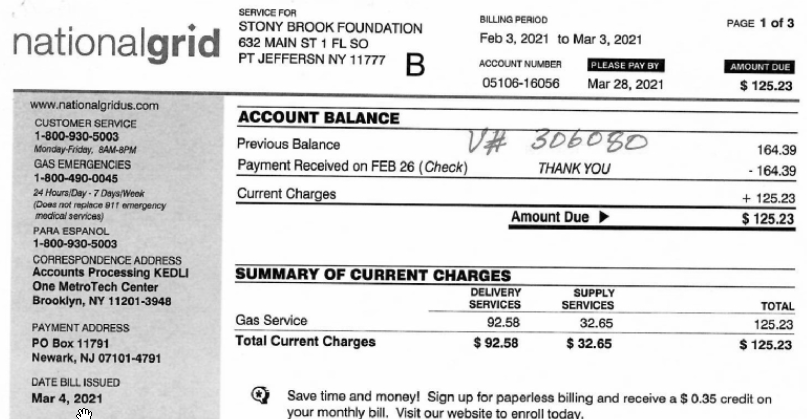 nationalgrid
SERVICE FOR
STONY BROOK FOUNDATION
632 MAIN ST 1 FL SO
PT JEFFERSN NY 11777
B
BILLING PERIOD
Feb 3, 2021 to Mar 3, 2021
PAGE 1 of 3
ACCOUNT NUMBER
05106-16056
PLEASE PAY BY
Mar 28, 2021
AMOUNT DUE
$ 125.23
www.nationalgridus.com
CUSTOMER SERVICE
1-800-930-5003
Monday-Friday, 8AM-8PM
GAS EMERGENCIES
1-800-490-0045
24 Hours/Day - 7 Days/Week
(Does not replace 911 emergency
medical services)
PARA ESPANOL
1-800-930-5003
CORRESPONDENCE ADDRESS
Accounts Processing KEDLI
One MetroTech Center
Brooklyn, NY 11201-3948
PAYMENT ADDRESS
PO Box 11791
Newark, NJ 07101-4791
DATE BILL ISSUED
Mar 4, 2021
ACCOUNT BALANCE
V# 306080
Previous Balance 164.39
Payment Received on FEB 26 (Check) THANK YOU - 164.39
Current Charges + 125.23
Amount Due ▶ $ 125.23
SUMMARY OF CURRENT CHARGES
DELIVERY SERVICES SUPPLY SERVICES TOTAL
Gas Service 92.58 32.65 125.23
Total Current Charges $ 92.58 $ 32.65 $ 125.23
Save time and money! Sign up for paperless billing and receive a $ 0.35 credit on
your monthly bill. Visit our website to enroll today.